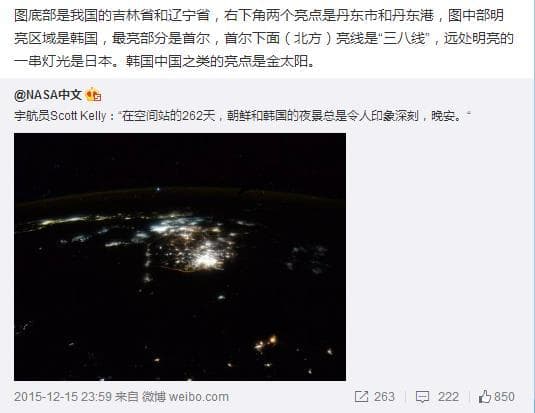 图底部是我国的吉林省和辽宁省，右下角两个亮点是丹东市和丹东港，图中部明
亮区域是韩国，最亮部分是首尔，首尔下面（北方）亮线是“三八线”，远处明亮的
一串灯光是日本。韩国中国之类的亮点是金太阳。
@NASA中文
宇航员Scott Kelly：“在空间站的262天，朝鲜和韩国的夜景总是令人印象深刻，晚安。“
2015-12-15 23:59 来自 微博 weibo.com 263 222 850